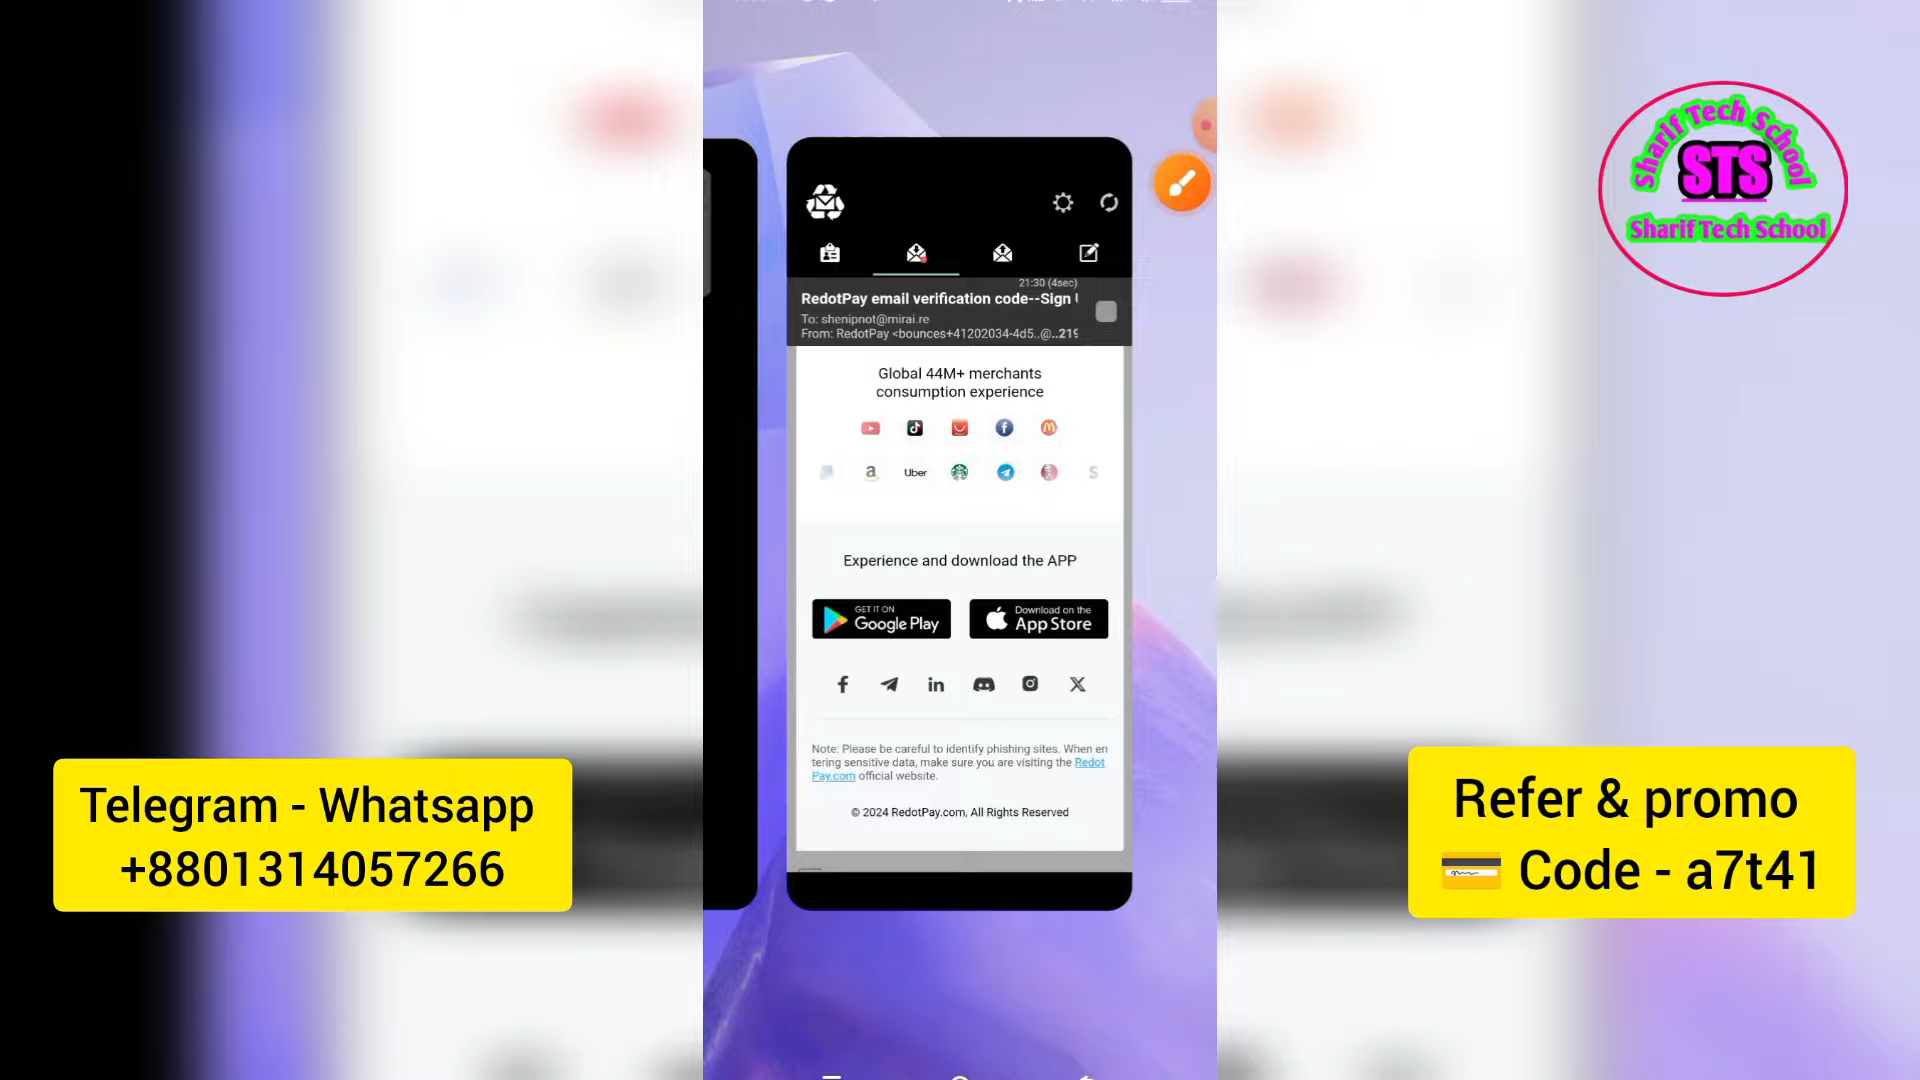 Sharif Tech School
STS
Sharif Tech School
21:30 (4sec)
RedotPay email verification code--Sign
To: shenipnot@mirai.re
From: RedotPay <bounces+41202034-4d5..@..219
Global 44M+ merchants
consumption experience
a
Uber
S
Experience and download the APP
GET IT ON
Google Play
Download on the
App Store
Note: Please be careful to identify phishing sites. When en
tering sensitive data, make sure you are visiting the Redot
Pay.com official website.
© 2024 RedotPay.com, All Rights Reserved
Telegram - Whatsapp
+8801314057266
Refer & promo
💳 Code - a7t41